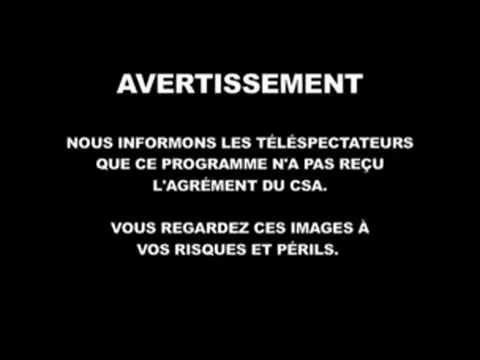 AVERTISSEMENT
NOUS INFORMONS LES TÉLÉSPECTATEURS
QUE CE PROGRAMME N'A PAS REÇU
L'AGRÉMENT DU CSA.
VOUS REGARDEZ CES IMAGES À
VOS RISQUES ET PÉRILS.